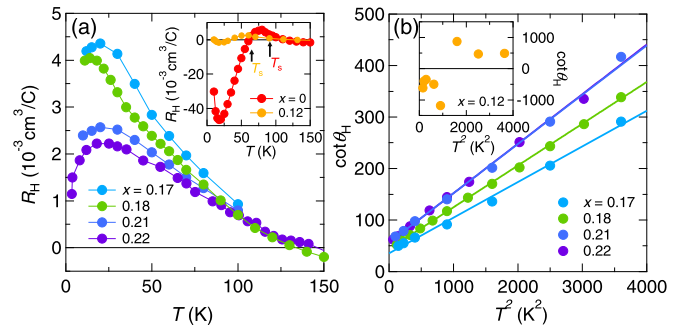 (a)
R_H (10^-3 cm^3/C)
5
4
3
2
1
0
0
50
100
150
T (K)
x = 0.17
0.18
0.21
0.22
R_H (10^-3 cm^3/C)
0
-20
-40
0
50
100
150
T (K)
T_s
T_s
x = 0
0.12
(b)
cotθ_H
500
400
300
200
100
0
0
1000
2000
3000
4000
T^2 (K^2)
x = 0.17
0.18
0.21
0.22
1000
0
-1000
cotθ_H
0
2000
4000
T^2 (K^2)
x = 0.12